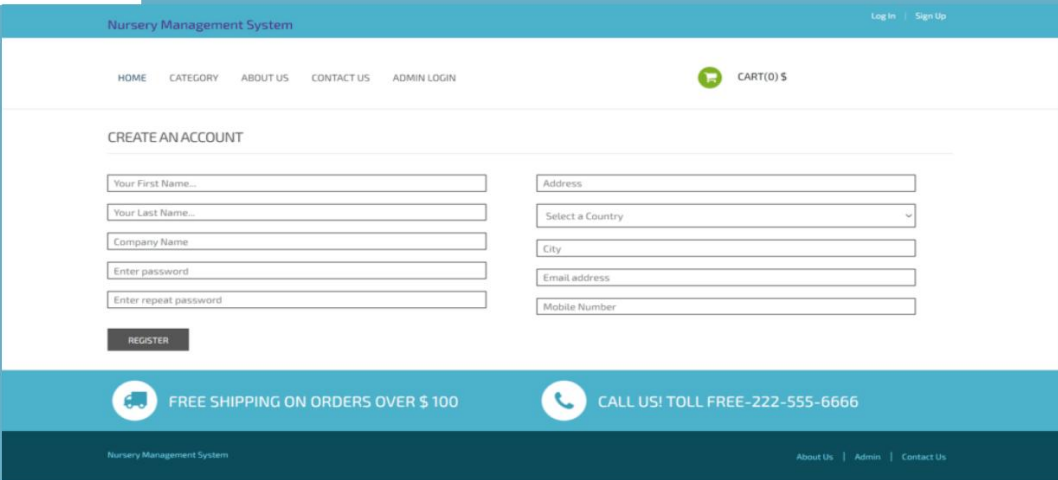 Nursery Management System
Log In | Sign Up
HOME CATEGORY ABOUT US CONTACT US ADMIN LOGIN
CART(0) $
CREATE AN ACCOUNT
Your First Name...
Your Last Name...
Company Name
Enter password
Enter repeat password
REGISTER
Address
Select a Country
City
Email address
Mobile Number
FREE SHIPPING ON ORDERS OVER $ 100
CALL US! TOLL FREE-222-555-6666
Nursery Management System
About Us | Admin | Contact Us